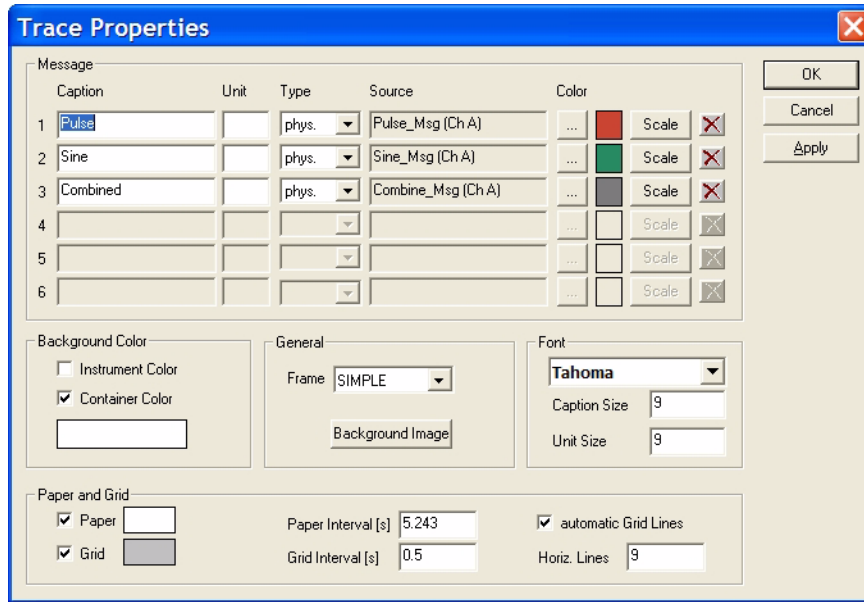 Trace Properties
Message
Caption Unit Type Source Color
1 Pulse phys. Pulse_Msg (Ch A) ... Scale
2 Sine phys. Sine_Msg (Ch A) ... Scale
3 Combined phys. Combine_Msg (Ch A) ... Scale
4 ... Scale
5 ... Scale
6 ... Scale
OK
Cancel
Apply
Background Color
Instrument Color
Container Color
General
Frame SIMPLE
Background Image
Font
Tahoma
Caption Size 9
Unit Size 9
Paper and Grid
Paper Paper Interval [s] 5.243 automatic Grid Lines
Grid Grid Interval [s] 0.5 Horiz. Lines 9